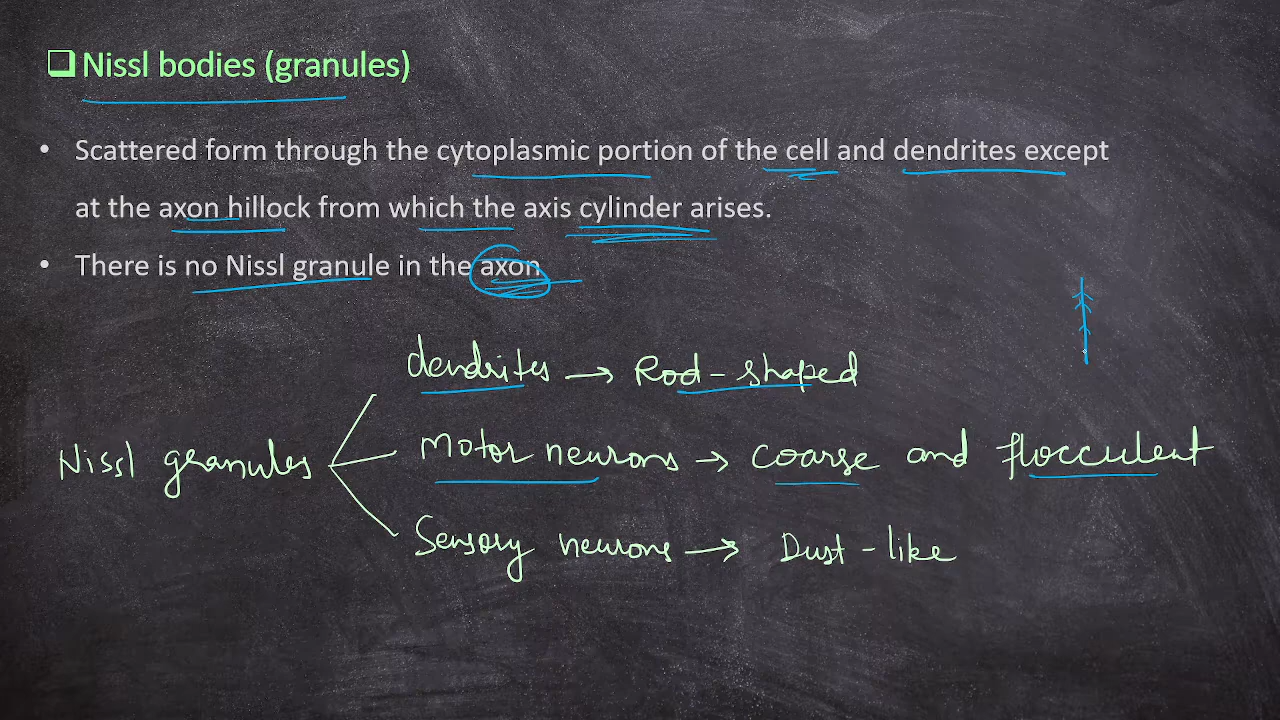 Nissl bodies (granules)
• Scattered form through the cytoplasmic portion of the cell and dendrites except
at the axon hillock from which the axis cylinder arises.
• There is no Nissl granule in the axon
dendrites → Rod-shaped
Nissl granules
Motor neurons → coarse and flocculent
Sensory neurons → Dust-like